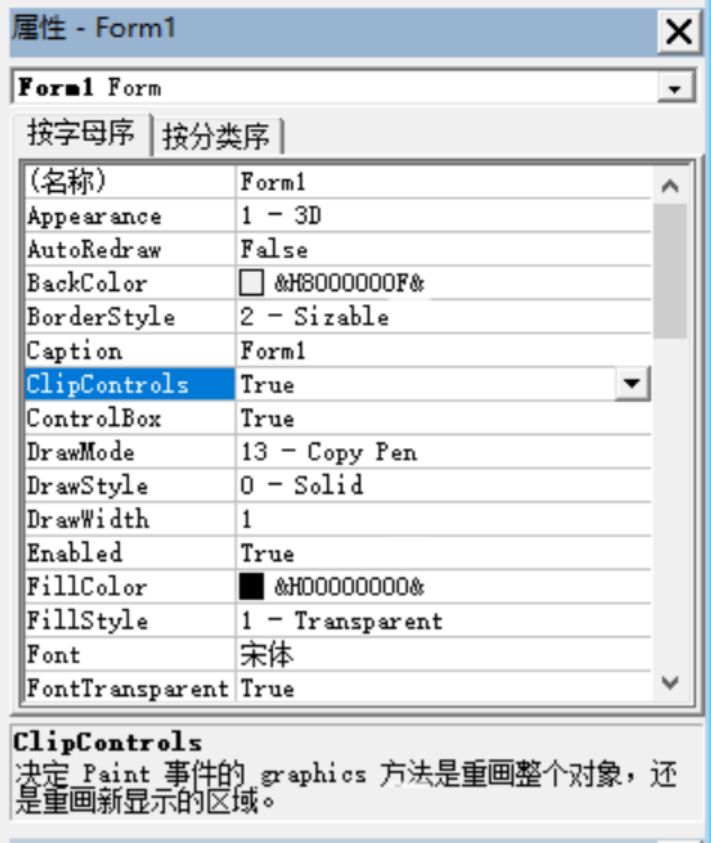 属性 - Form1
Form1 Form
按字母序 按分类序
(名称) Form1
Appearance 1 - 3D
AutoRedraw False
BackColor &H8000000F&
BorderStyle 2 - Sizable
Caption Form1
ClipControls True
ControlBox True
DrawMode 13 - Copy Pen
DrawStyle 0 - Solid
DrawWidth 1
Enabled True
FillColor &H00000000&
FillStyle 1 - Transparent
Font 宋体
FontTransparent True
ClipControls
决定 Paint 事件的 graphics 方法是重画整个对象，还
是重画新显示的区域。